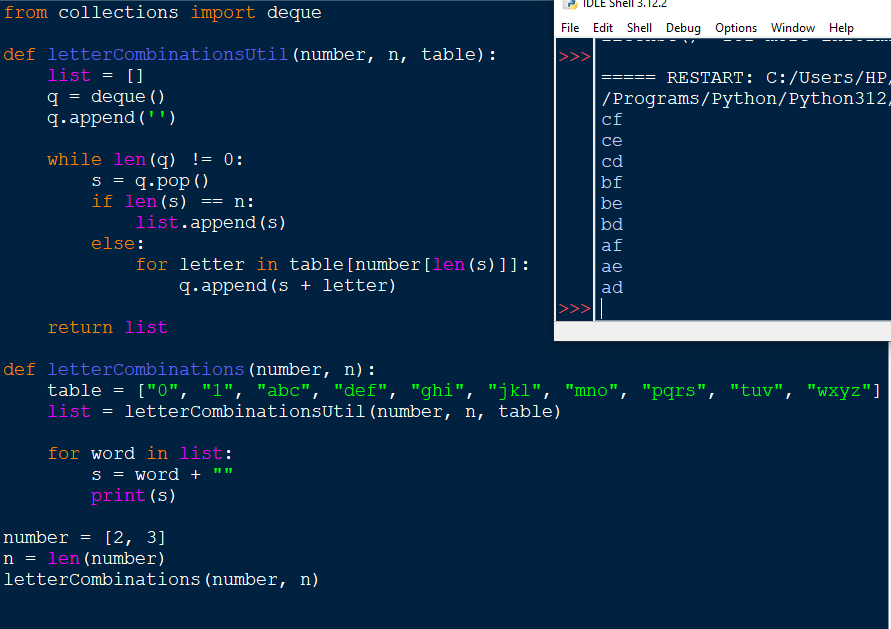 from collections import deque

def letterCombinationsUtil(number, n, table):
    list = []
    q = deque()
    q.append('')

    while len(q) != 0:
        s = q.pop()
        if len(s) == n:
            list.append(s)
        else:
            for letter in table[number[len(s)]]:
                q.append(s + letter)

    return list

def letterCombinations(number, n):
    table = ["0", "1", "abc", "def", "ghi", "jkl", "mno", "pqrs", "tuv", "wxyz"]
    list = letterCombinationsUtil(number, n, table)

    for word in list:
        s = word + ""
        print(s)

number = [2, 3]
n = len(number)
letterCombinations(number, n)
IDLE Shell 3.12.2
File Edit Shell Debug Options Window Help
>>>
===== RESTART: C:/Users/HP/
/Programs/Python/Python312/
cf
ce
cd
bf
be
bd
af
ae
ad
>>>